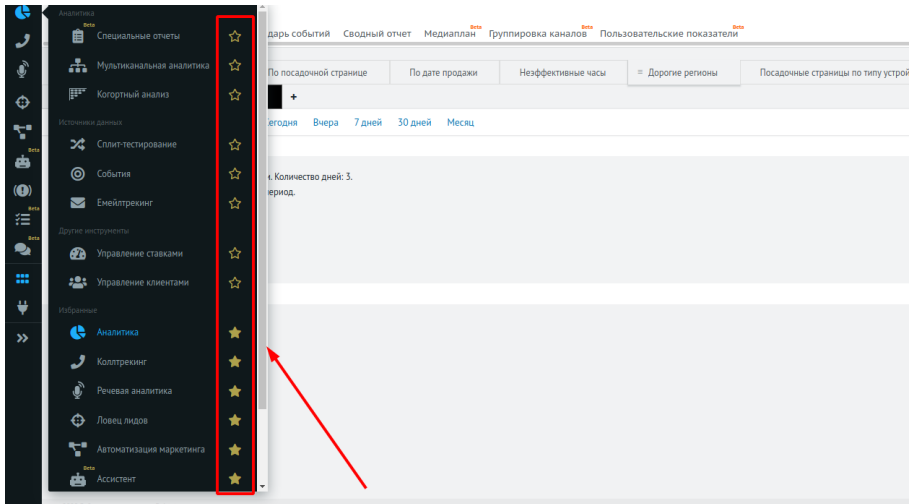 Аналитика
Beta
Специальные отчеты
Мультиканальная аналитика
Когортный анализ
Источники данных
Сплит-тестирование
События
Емейлтрекинг
Другие инструменты
Управление ставками
Управление клиентами
Избранные
Аналитика
Коллтрекинг
Речевая аналитика
Ловец лидов
Автоматизация маркетинга
Beta
Ассистент
Beta
Beta
Beta
Beta Beta Beta
дарь событий Сводный отчет Медиаплан Группировка каналов Пользовательские показатели
По посадочной странице По дате продажи Неэффективные часы = Дорогие регионы Посадочные страницы по типу устрой
+
егодня Вчера 7 дней 30 дней Месяц
и. Количество дней: 3.
ериод.